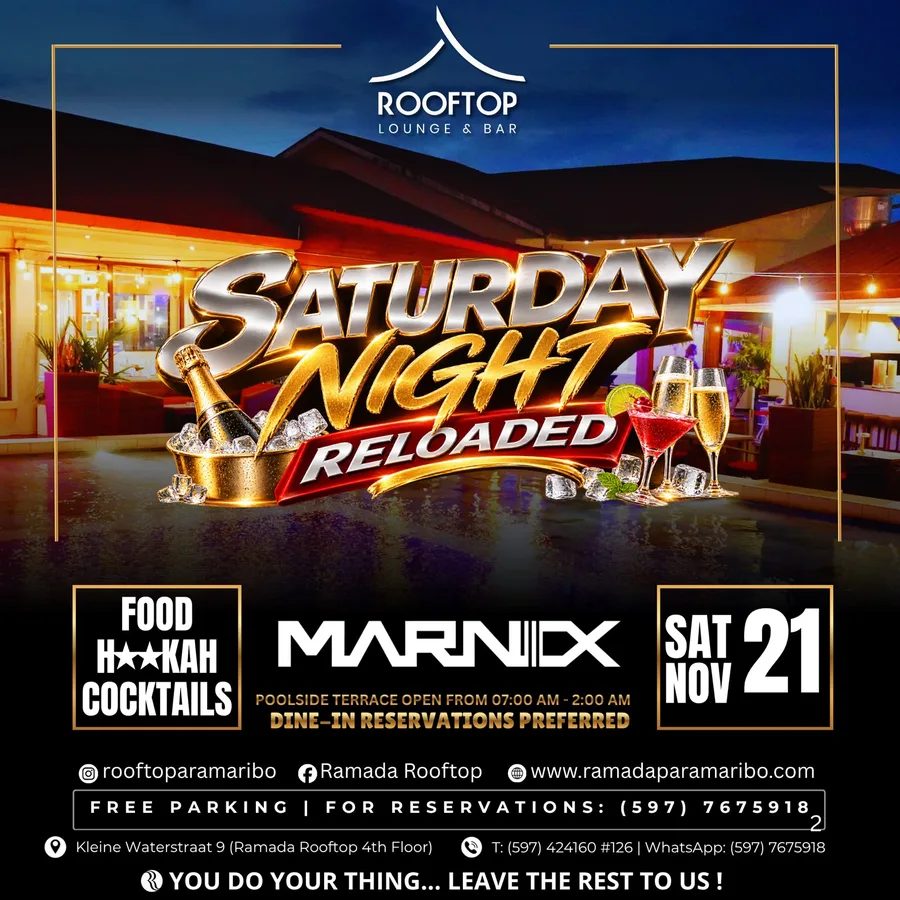 ROOFTOP
LOUNGE & BAR
SATURDAY
NIGHT
RELOADED
FOOD
H★★KAH
COCKTAILS
MARNIX
POOLSIDE TERRACE OPEN FROM 07:00 AM - 2:00 AM
DINE-IN RESERVATIONS PREFERRED
SAT
NOV
21
rooftoparamaribo Ramada Rooftop www.ramadaparamaribo.com
FREE PARKING | FOR RESERVATIONS: (597) 7675918
2
Kleine Waterstraat 9 (Ramada Rooftop 4th Floor) T: (597) 424160 #126 | WhatsApp: (597) 7675918
YOU DO YOUR THING... LEAVE THE REST TO US !